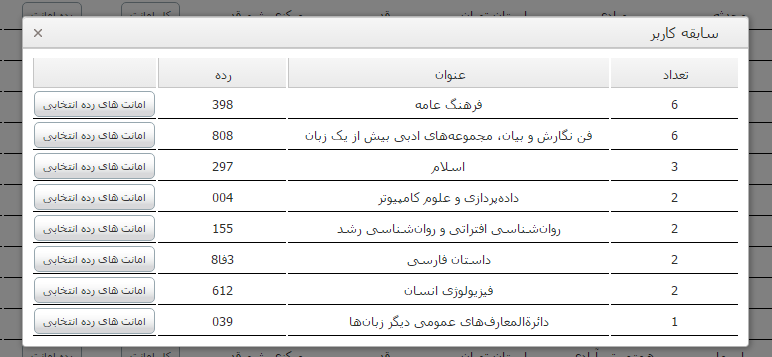 سابقه کاربر ×
تعداد عنوان رده
6 فرهنگ عامه 398 امانت های رده انتخابی
6 فن نگارش و بیان، مجموعه‌های ادبی بیش از یک زبان 808 امانت های رده انتخابی
3 اسلام 297 امانت های رده انتخابی
2 داده‌پردازی و علوم کامپیوتر 004 امانت های رده انتخابی
2 روان‌شناسی افتراتی و روان‌شناسی رشد 155 امانت های رده انتخابی
2 داستان فارسی 8فا3 امانت های رده انتخابی
2 فیزیولوژی انسان 612 امانت های رده انتخابی
1 دائرةالمعارف‌های عمومی دیگر زبان‌ها 039 امانت های رده انتخابی